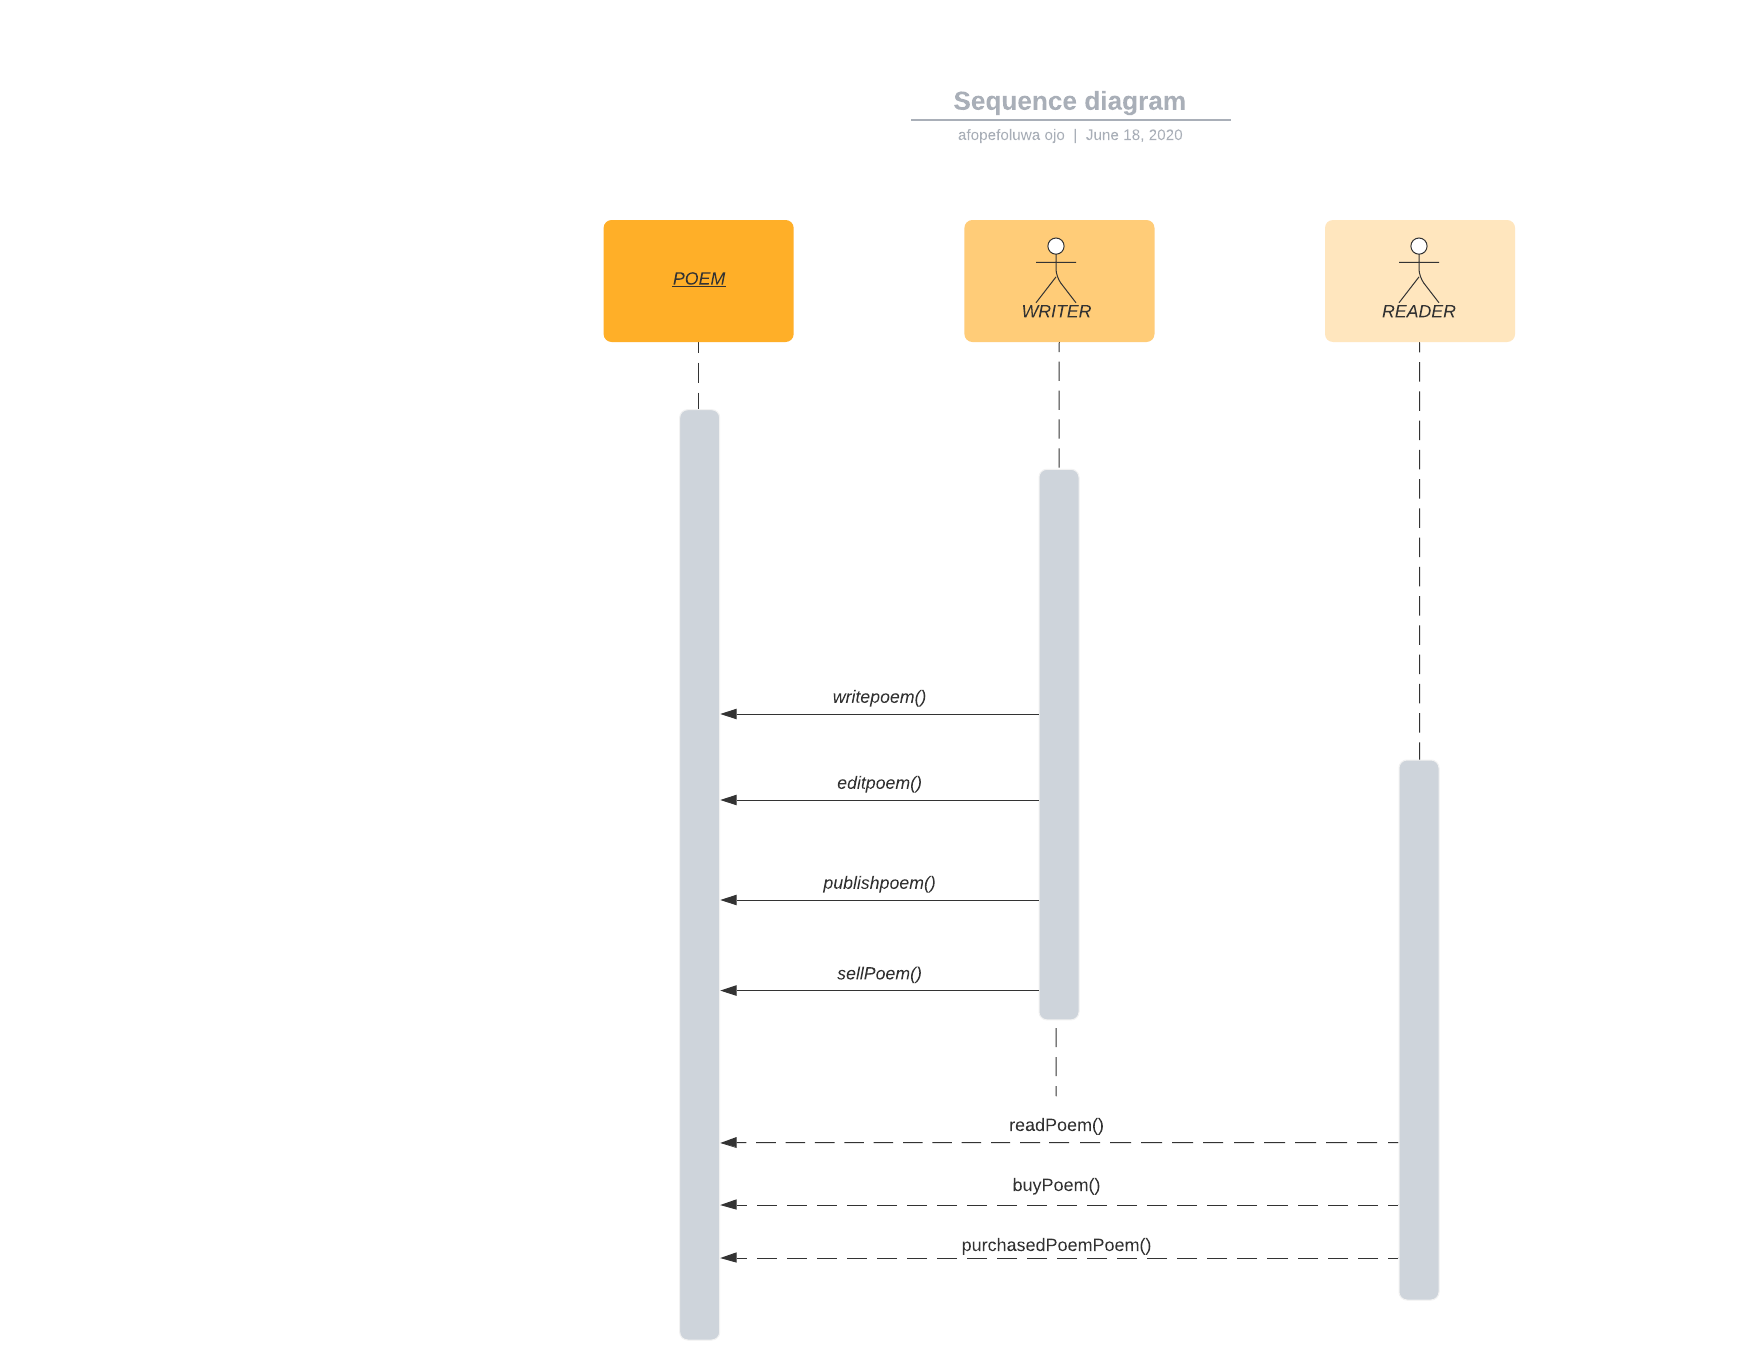 Sequence diagram
afopefoluwa ojo | June 18, 2020
POEM
WRITER
READER
writepoem()
editpoem()
publishpoem()
sellPoem()
readPoem()
buyPoem()
purchasedPoemPoem()